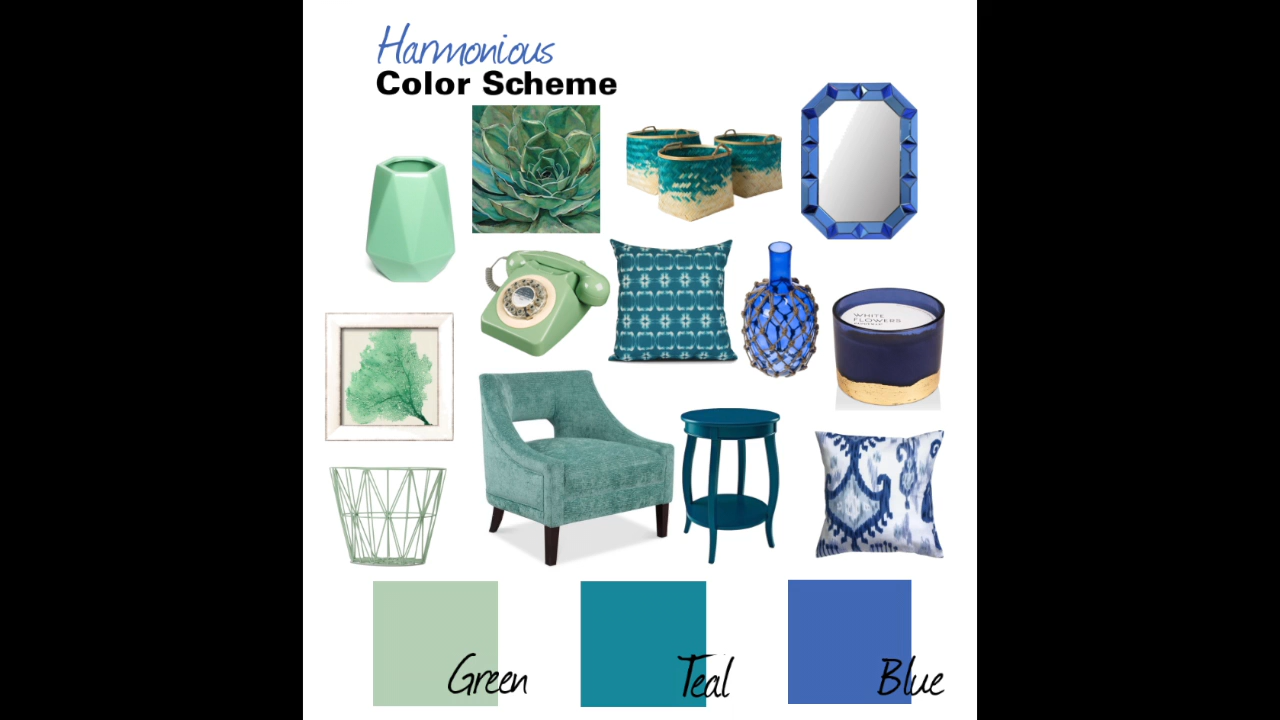 Harmonious
Color Scheme
WHITE
FLOWERS
Green
Teal
Blue